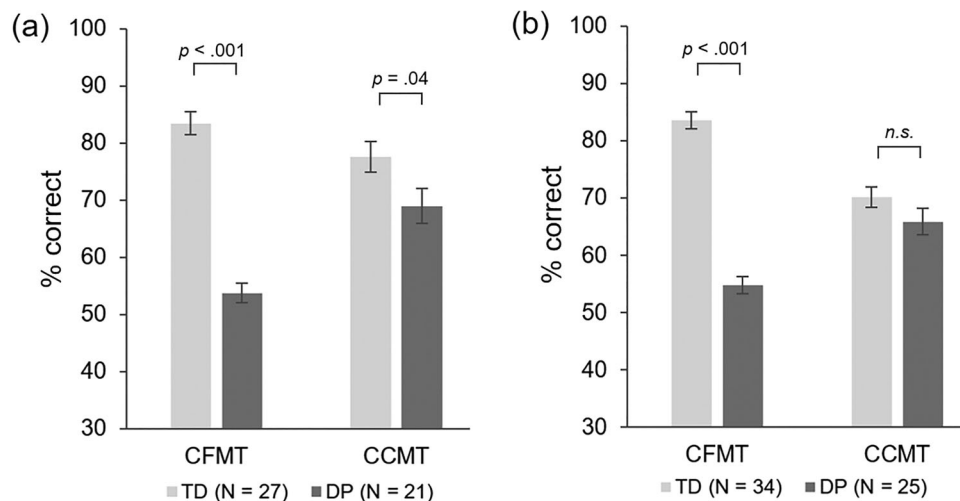 (a)
% correct
100
90
80
70
60
50
40
30
p < .001
p = .04
CFMT
CCMT
TD (N = 27)
DP (N = 21)
(b)
% correct
100
90
80
70
60
50
40
30
p < .001
n.s.
CFMT
CCMT
TD (N = 34)
DP (N = 25)